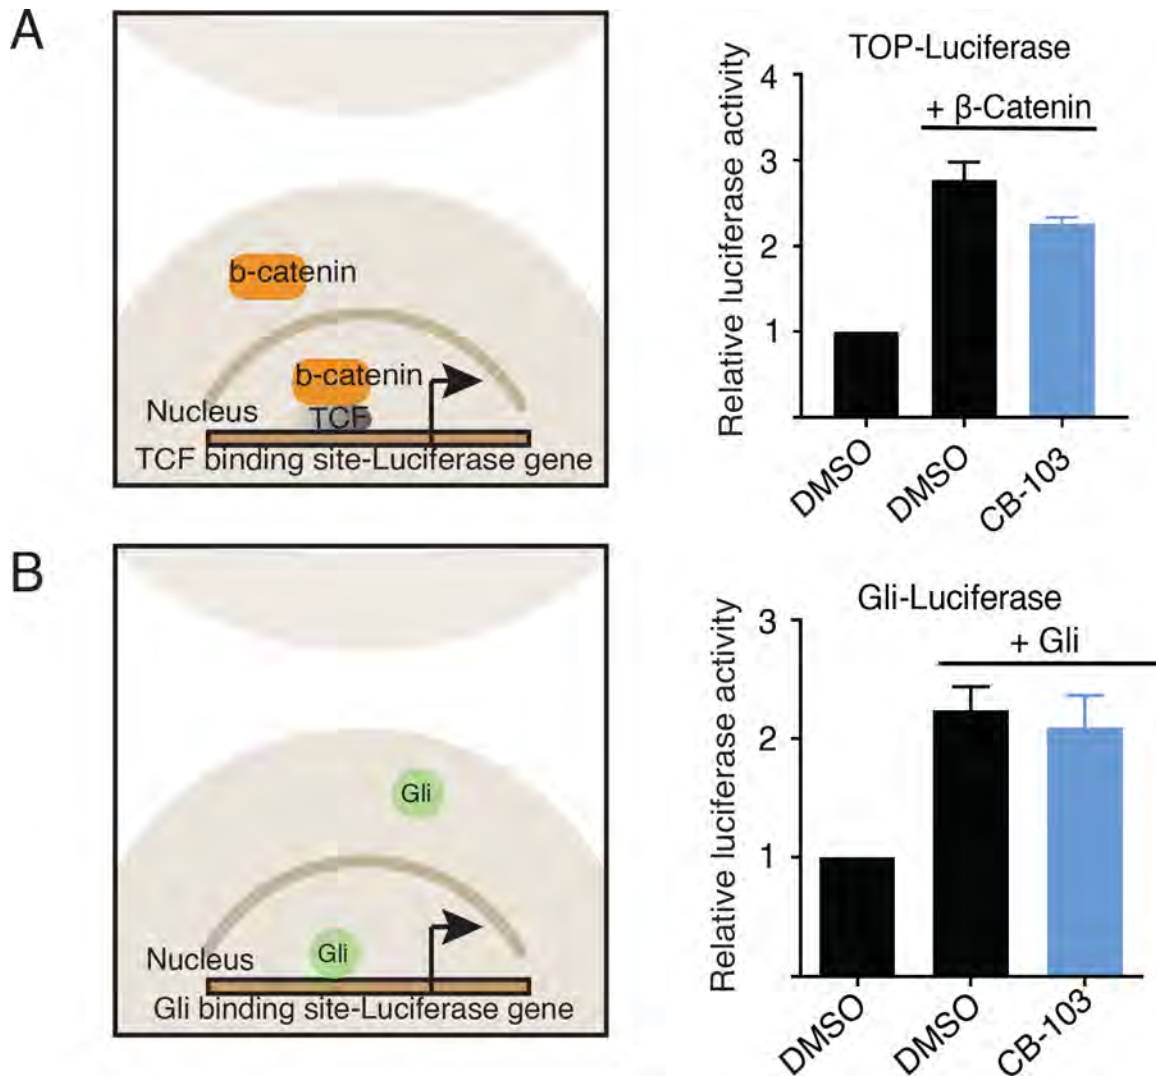 A
b-catenin
b-catenin
TCF
Nucleus
TCF binding site-Luciferase gene
TOP-Luciferase
+ β-Catenin
Relative luciferase activity
4
3
2
1
DMSO
DMSO
CB-103
B
Gli
Gli
Nucleus
Gli binding site-Luciferase gene
Gli-Luciferase
+ Gli
Relative luciferase activity
3
2
1
DMSO
DMSO
CB-103